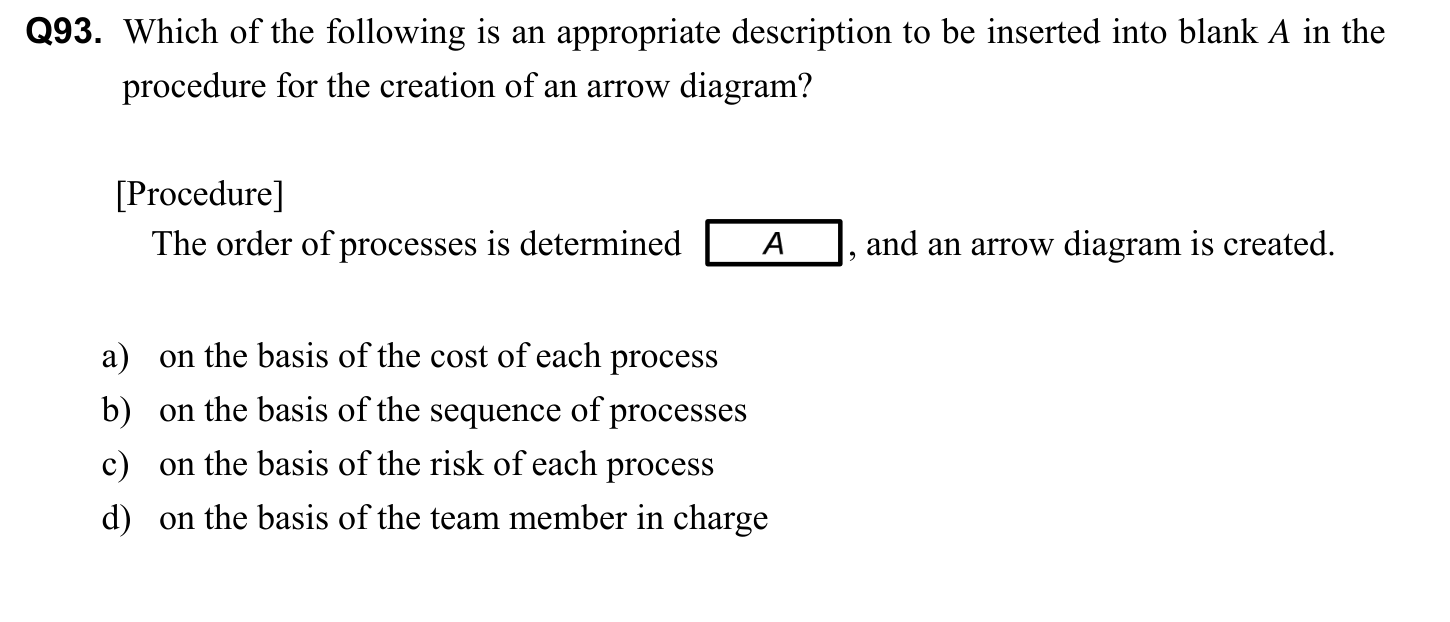 Q93. Which of the following is an appropriate description to be inserted into blank A in the
procedure for the creation of an arrow diagram?
[Procedure]
The order of processes is determined A , and an arrow diagram is created.
a) on the basis of the cost of each process
b) on the basis of the sequence of processes
c) on the basis of the risk of each process
d) on the basis of the team member in charge